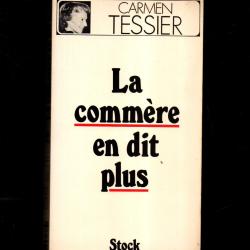 CARMEN
TESSIER
La
commère
en dit
plus
Stock